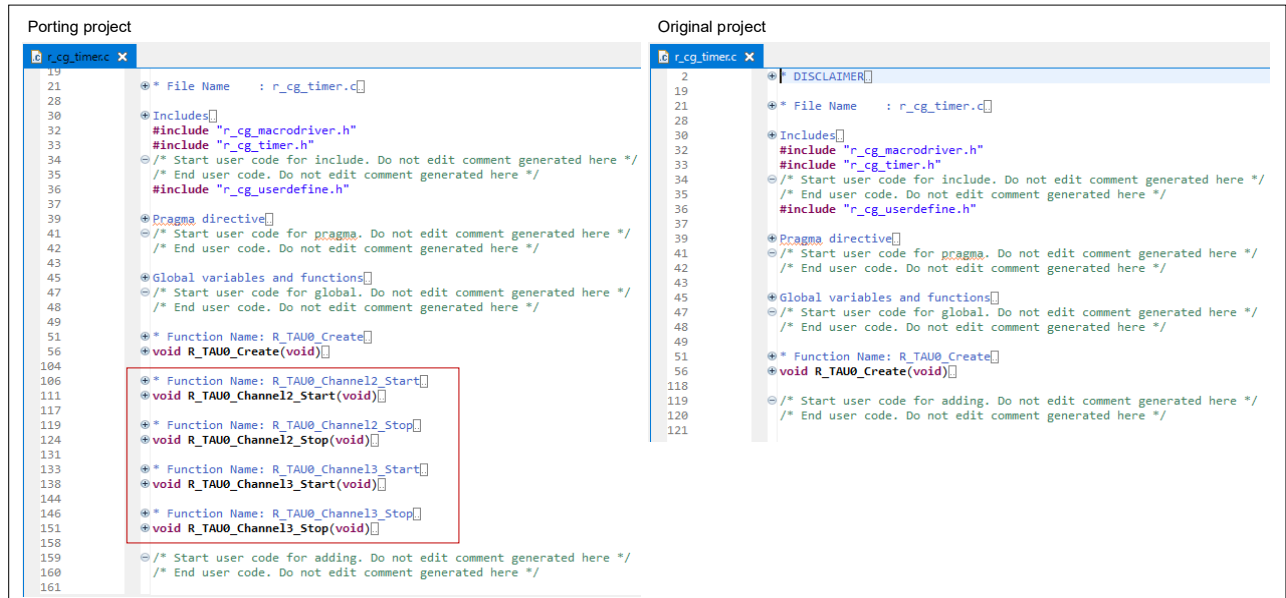 Porting project
r_cg_timer.c
19
21 * File Name : r_cg_timer.c
28
30 Includes
32 #include "r_cg_macrodriver.h"
33 #include "r_cg_timer.h"
34 /* Start user code for include. Do not edit comment generated here */
35 /* End user code. Do not edit comment generated here */
36 #include "r_cg_userdefine.h"
37
39 Pragma directive
41 /* Start user code for pragma. Do not edit comment generated here */
42 /* End user code. Do not edit comment generated here */
43
45 Global variables and functions
47 /* Start user code for global. Do not edit comment generated here */
48 /* End user code. Do not edit comment generated here */
49
51 * Function Name: R_TAU0_Create
56 void R_TAU0_Create(void)
104
106 * Function Name: R_TAU0_Channel2_Start
111 void R_TAU0_Channel2_Start(void)
117
119 * Function Name: R_TAU0_Channel2_Stop
124 void R_TAU0_Channel2_Stop(void)
131
133 * Function Name: R_TAU0_Channel3_Start
138 void R_TAU0_Channel3_Start(void)
144
146 * Function Name: R_TAU0_Channel3_Stop
151 void R_TAU0_Channel3_Stop(void)
158
159 /* Start user code for adding. Do not edit comment generated here */
160 /* End user code. Do not edit comment generated here */
161
Original project
r_cg_timer.c
2 * DISCLAIMER
19
21 * File Name : r_cg_timer.c
28
30 Includes
32 #include "r_cg_macrodriver.h"
33 #include "r_cg_timer.h"
34 /* Start user code for include. Do not edit comment generated here */
35 /* End user code. Do not edit comment generated here */
36 #include "r_cg_userdefine.h"
37
39 Pragma directive
41 /* Start user code for pragma. Do not edit comment generated here */
42 /* End user code. Do not edit comment generated here */
43
45 Global variables and functions
47 /* Start user code for global. Do not edit comment generated here */
48 /* End user code. Do not edit comment generated here */
49
51 * Function Name: R_TAU0_Create
56 void R_TAU0_Create(void)
118
119 /* Start user code for adding. Do not edit comment generated here */
120 /* End user code. Do not edit comment generated here */
121